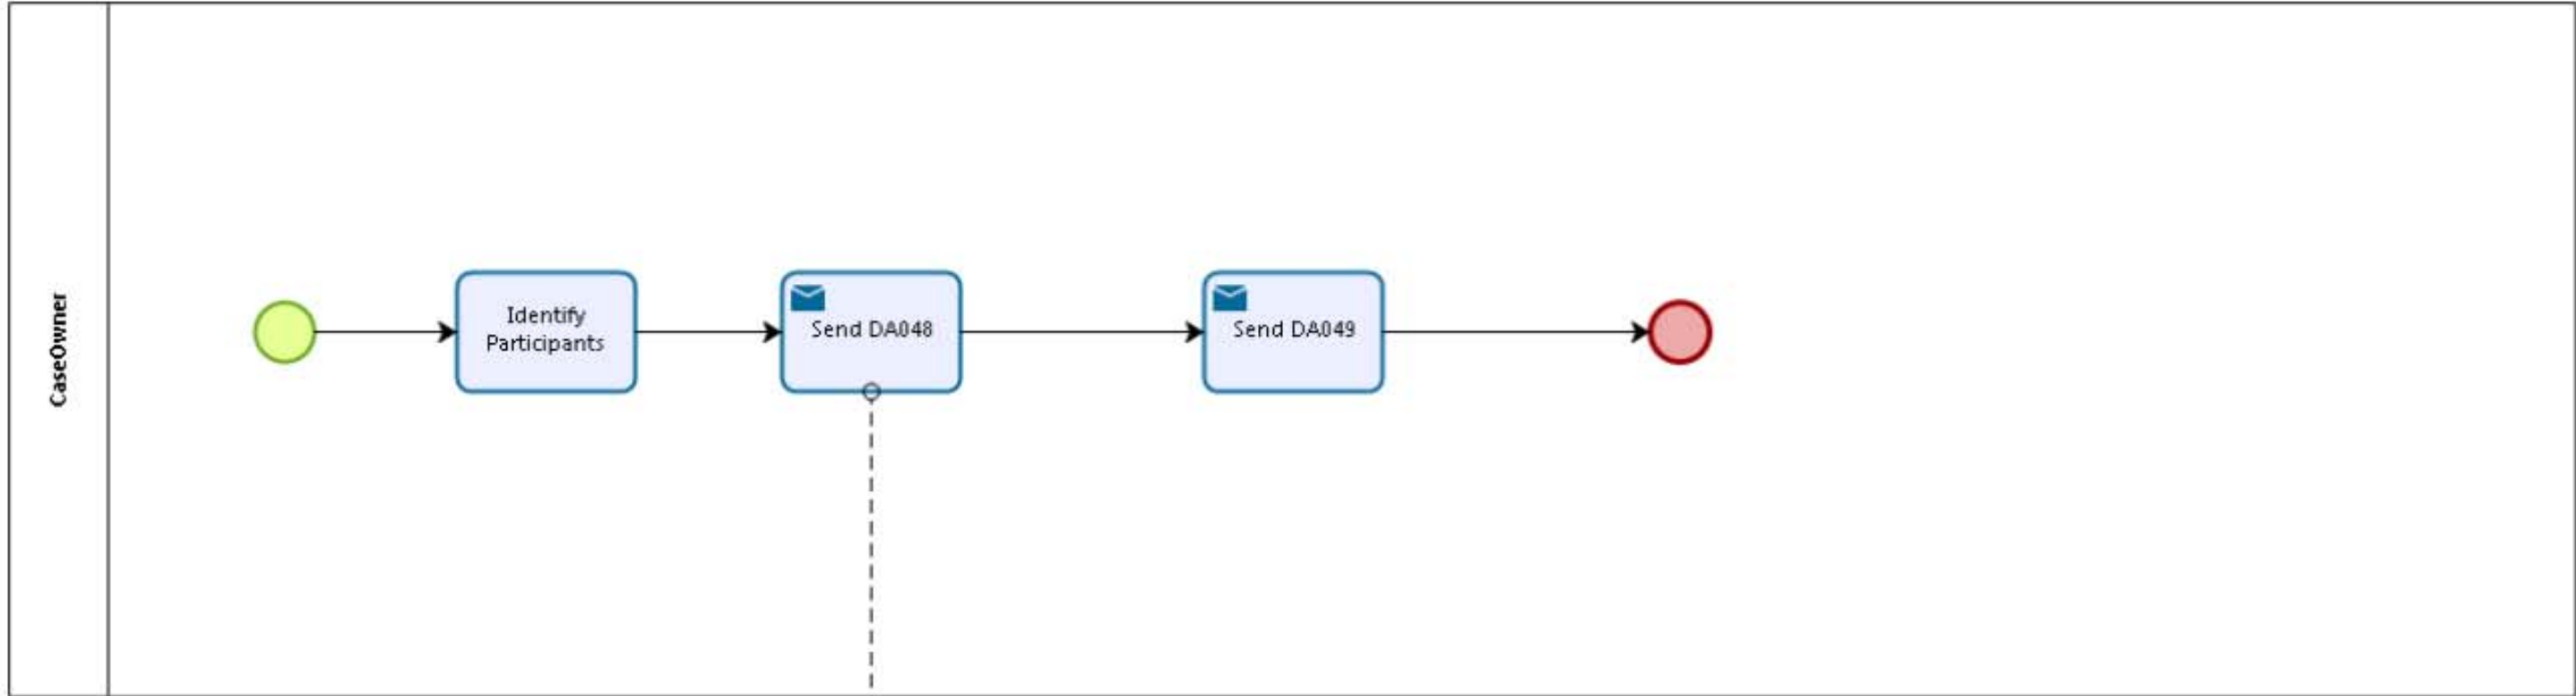 CaseOwner
Identify
Participants
Send DA048
Send DA049